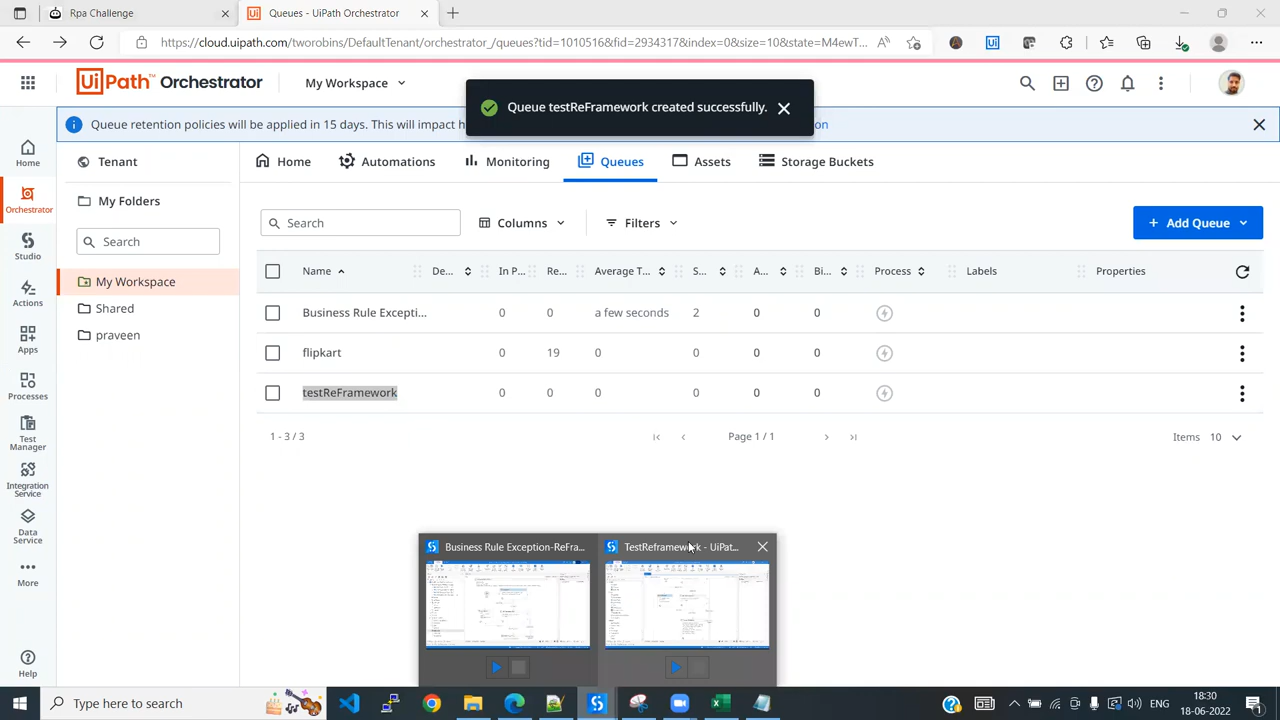 Rpa Challenge
Queues - UiPath Orchestrator
https://cloud.uipath.com/tworobins/DefaultTenant/orchestrator_/queues?tid=1010516&fid=2934317&index=0&size=10&state=M4ewT...
UiPath Orchestrator
My Workspace
Queue testReFramework created successfully.
Queue retention policies will be applied in 15 days. This will impact h
on
Home
Orchestrator
Studio
Actions
Apps
Processes
Test Manager
Integration Service
Data Service
More
Help
Tenant
My Folders
Search
My Workspace
Shared
praveen
Home
Automations
Monitoring
Queues
Assets
Storage Buckets
Search
Columns
Filters
+ Add Queue
Name De... In P... Re... Average T... S... A... Bi... Process Labels Properties
Business Rule Excepti... 0 0 a few seconds 2 0 0
flipkart 0 19 0 0 0 0
testReFramework 0 0 0 0 0 0
1 - 3 / 3
Page 1 / 1
Items 10
Business Rule Exception-ReFra...
TestReframework - UiPat...
Type here to search
ENG
18:30
18-06-2022